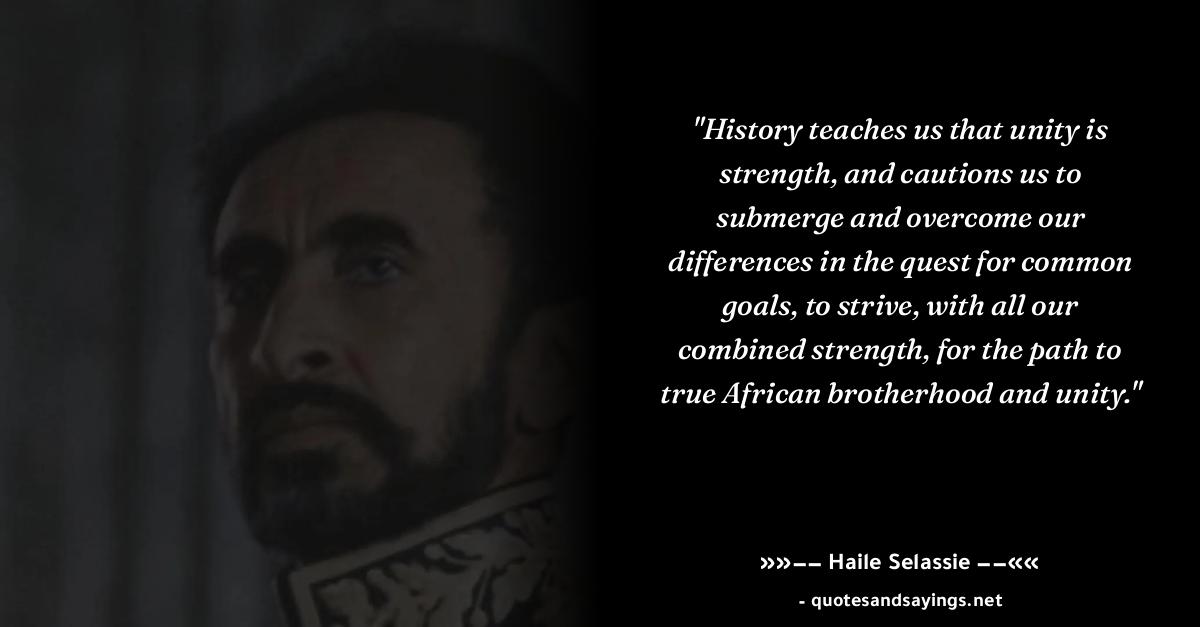 "History teaches us that unity is
strength, and cautions us to
submerge and overcome our
differences in the quest for common
goals, to strive, with all our
combined strength, for the path to
true African brotherhood and unity."
»»−− Haile Selassie −−««
- quotesandsayings.net